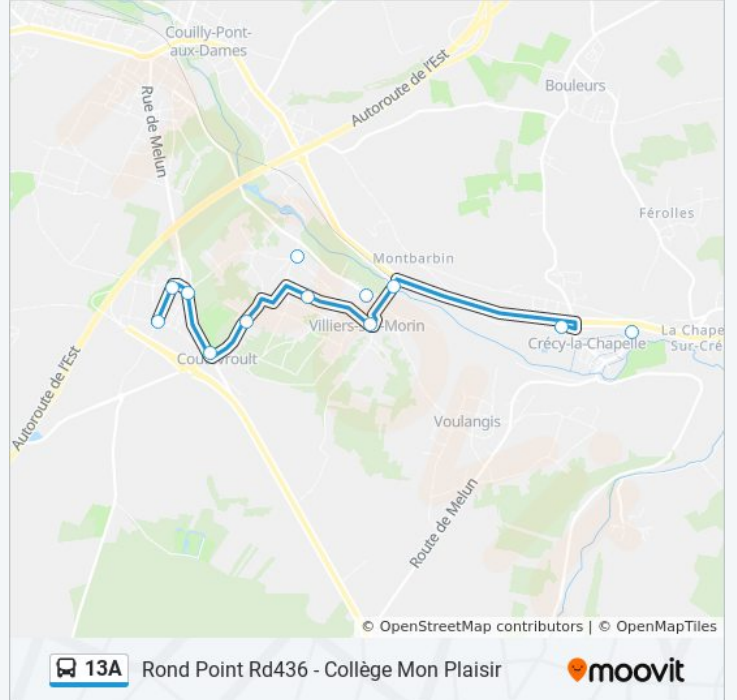 Couilly-Pont-
aux-Dames
Autoroute de l'Est
Bouleurs
Rue de Melun
Férolles
Montbarbin
Villiers-s-Morin
La Chape
Sur-Cré
Crécy-la-Chapelle
Autoroute de l'Est
Voulangis
Route de Melun
© OpenStreetMap contributors | © OpenMapTiles
13A Rond Point Rd436 - Collège Mon Plaisir moovit